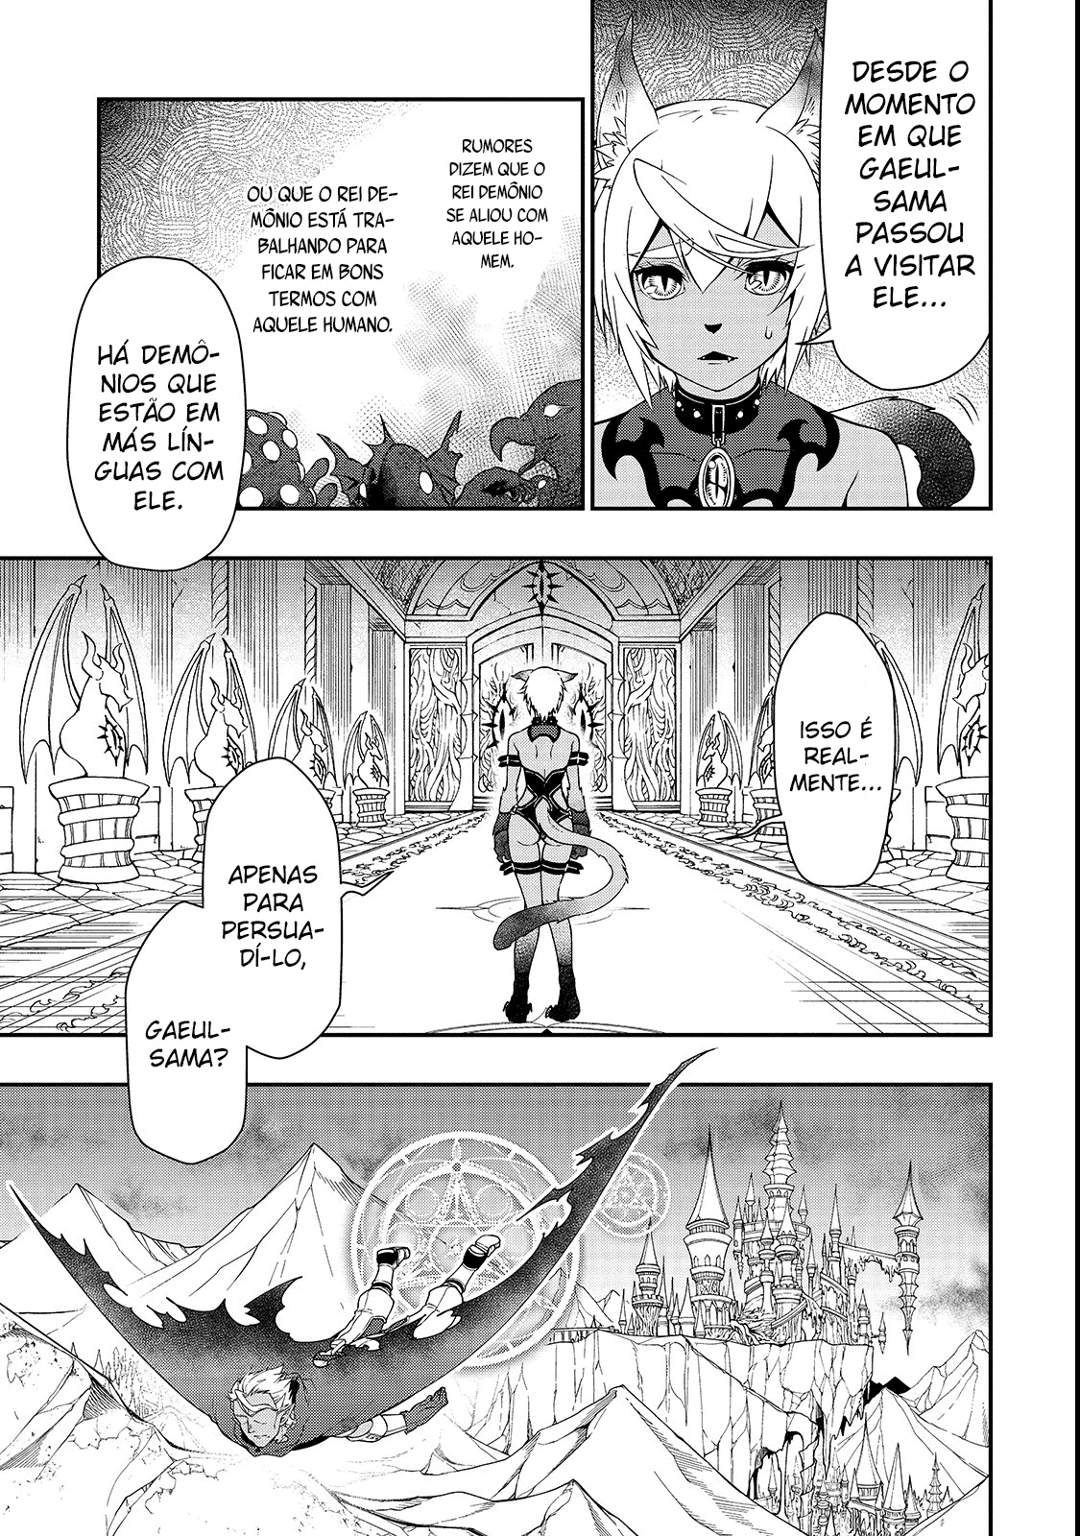 DESDE O
MOMENTO
EM QUE
GAEUL-
SAMA
PASSOU
A VISITAR
ELE...
RUMORES
DIZEM QUE O
REI DEMÔNIO
SE ALIOU COM
AQUELE HO-
MEM.
OU QUE O REI DE-
MÔNIO ESTÁ TRA-
BALHANDO PARA
FICAR EM BONS
TERMOS COM
AQUELE HUMANO.
HÁ DEMÔ-
NIOS QUE
ESTÃO EM
MÁS LÍN-
GUAS COM
ELE.
ISSO É
REAL-
MENTE...
APENAS
PARA
PERSUA-
DÍ-LO,
GAEUL-
SAMA?